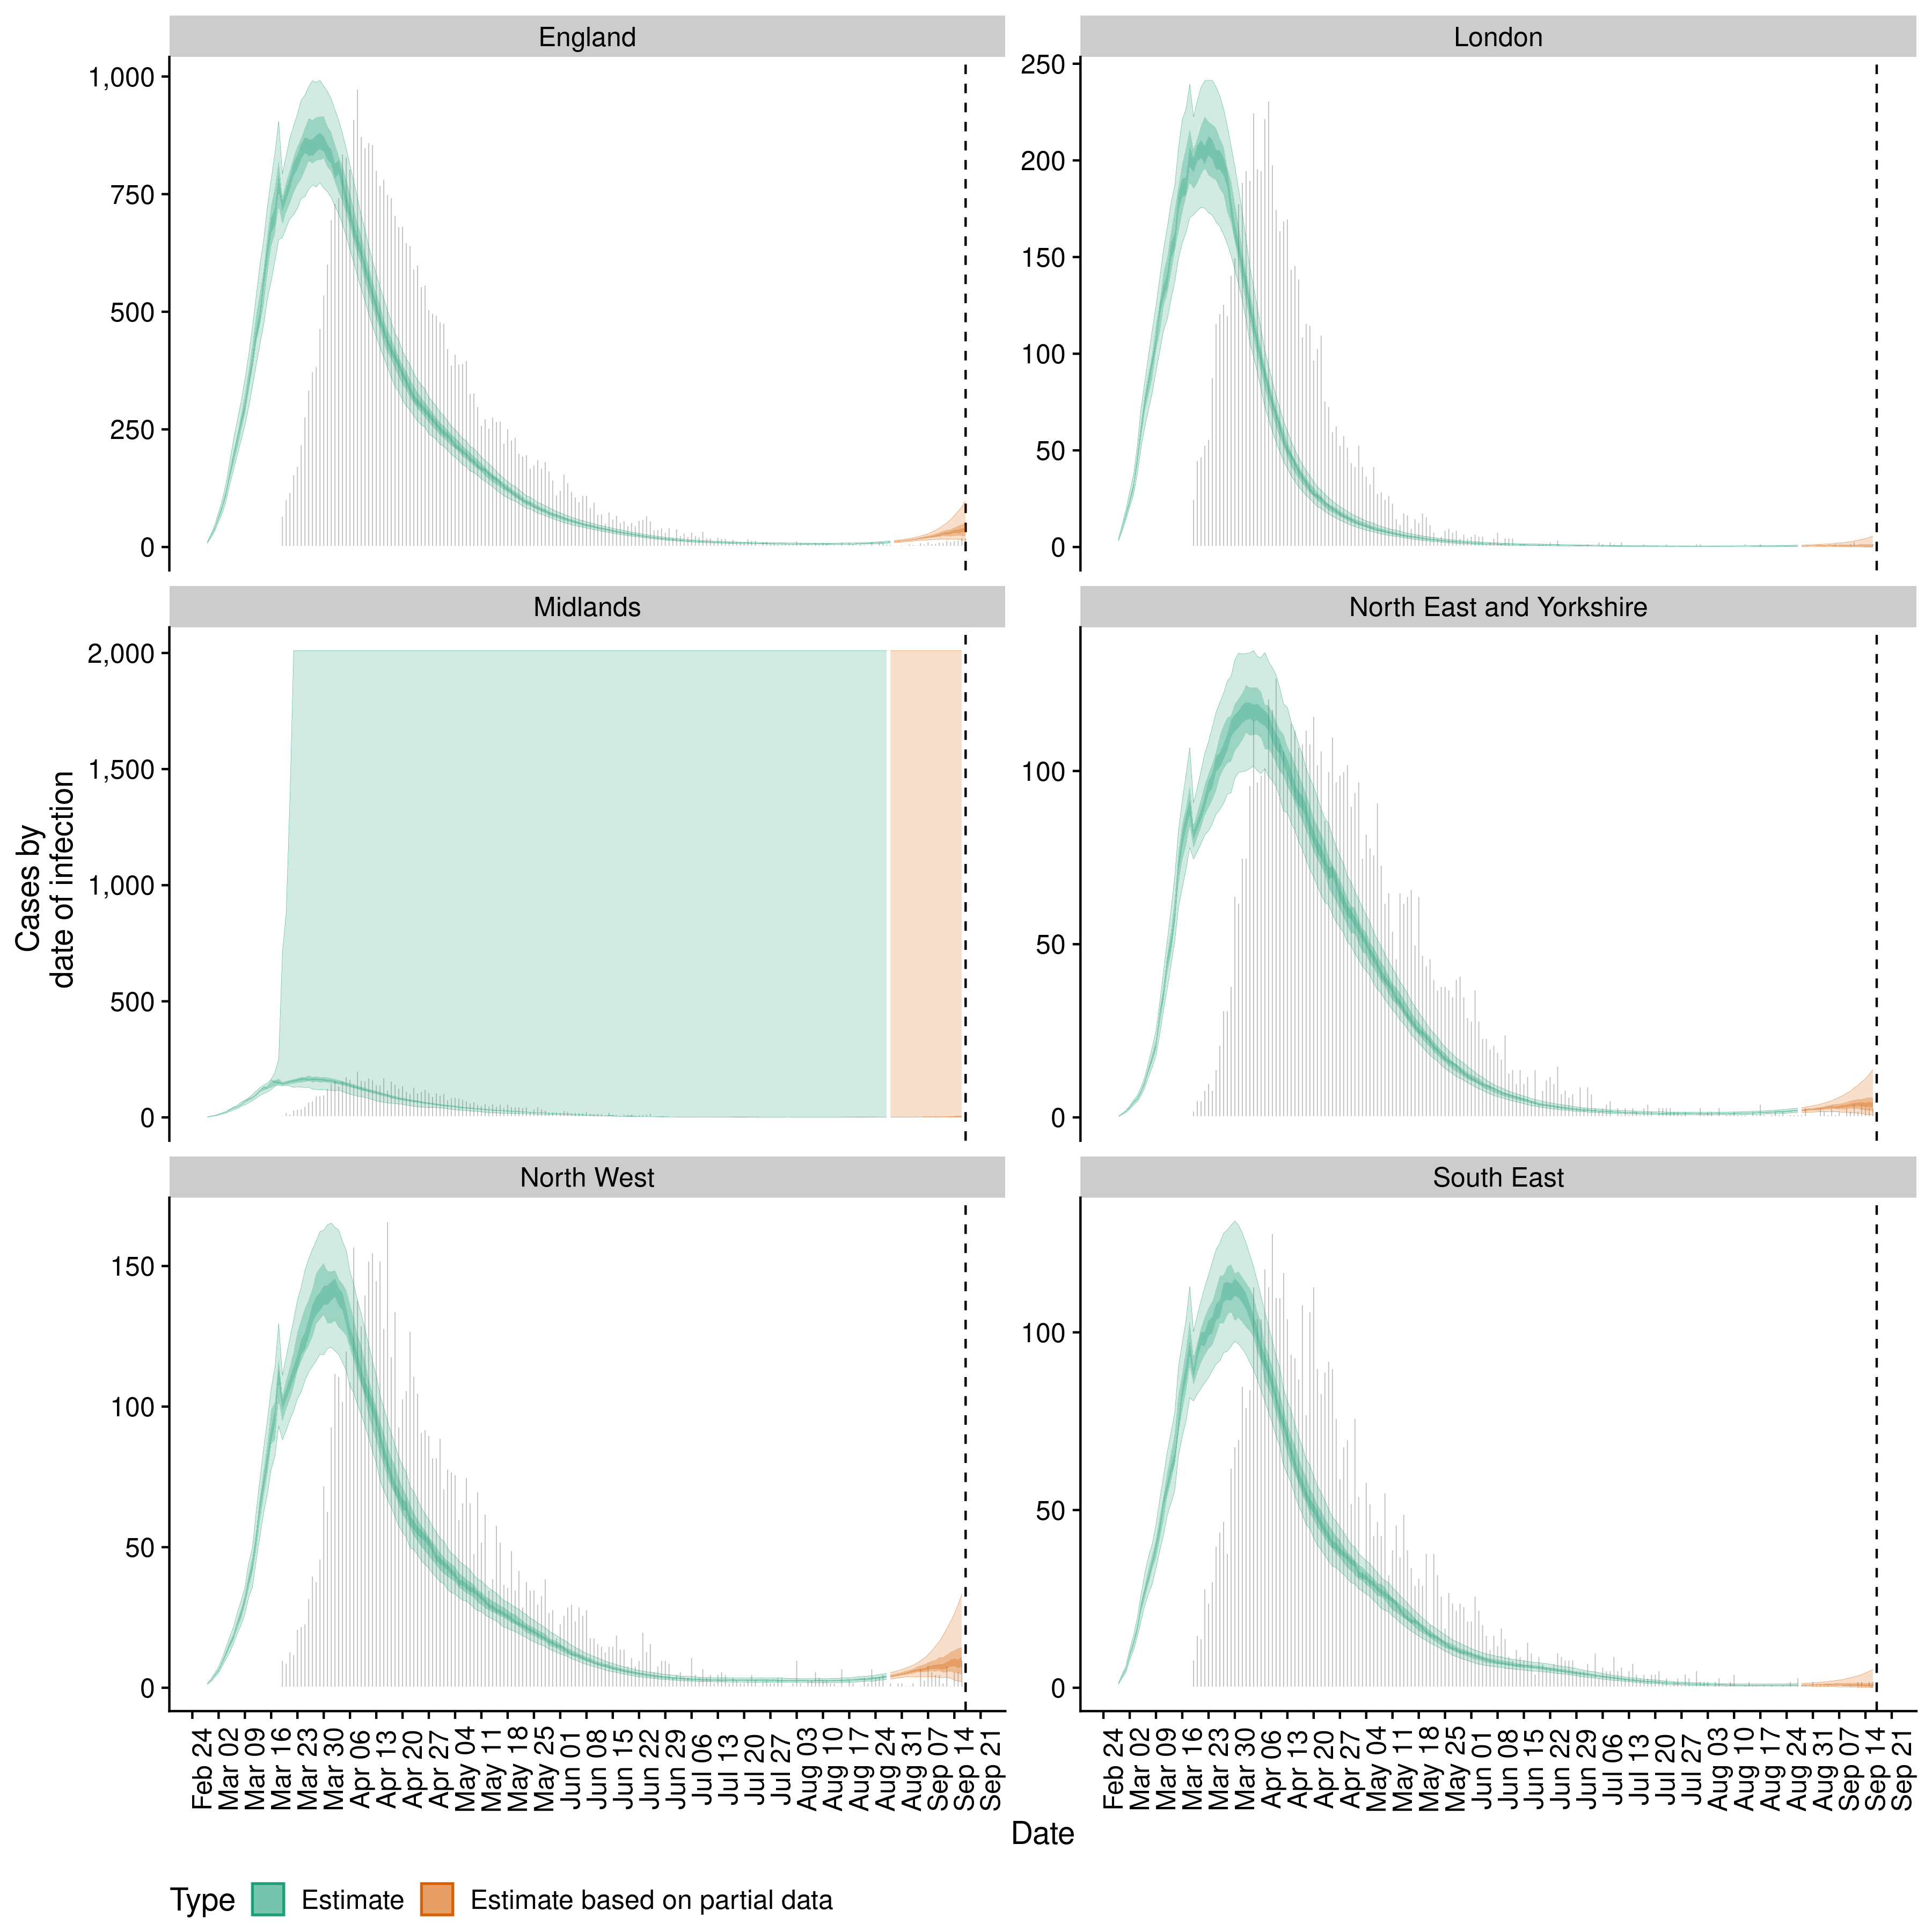 England
London
1,000
750
500
250
0
250
200
150
100
50
0
Midlands
North East and Yorkshire
2,000
1,500
1,000
500
0
100
50
0
Cases by
date of infection
North West
South East
150
100
50
0
100
50
0
Feb 24
Mar 02
Mar 09
Mar 16
Mar 23
Mar 30
Apr 06
Apr 13
Apr 20
Apr 27
May 04
May 11
May 18
May 25
Jun 01
Jun 08
Jun 15
Jun 22
Jun 29
Jul 06
Jul 13
Jul 20
Jul 27
Aug 03
Aug 10
Aug 17
Aug 24
Aug 31
Sep 07
Sep 14
Sep 21
Feb 24
Mar 02
Mar 09
Mar 16
Mar 23
Mar 30
Apr 06
Apr 13
Apr 20
Apr 27
May 04
May 11
May 18
May 25
Jun 01
Jun 08
Jun 15
Jun 22
Jun 29
Jul 06
Jul 13
Jul 20
Jul 27
Aug 03
Aug 10
Aug 17
Aug 24
Aug 31
Sep 07
Sep 14
Sep 21
Date
Type Estimate Estimate based on partial data